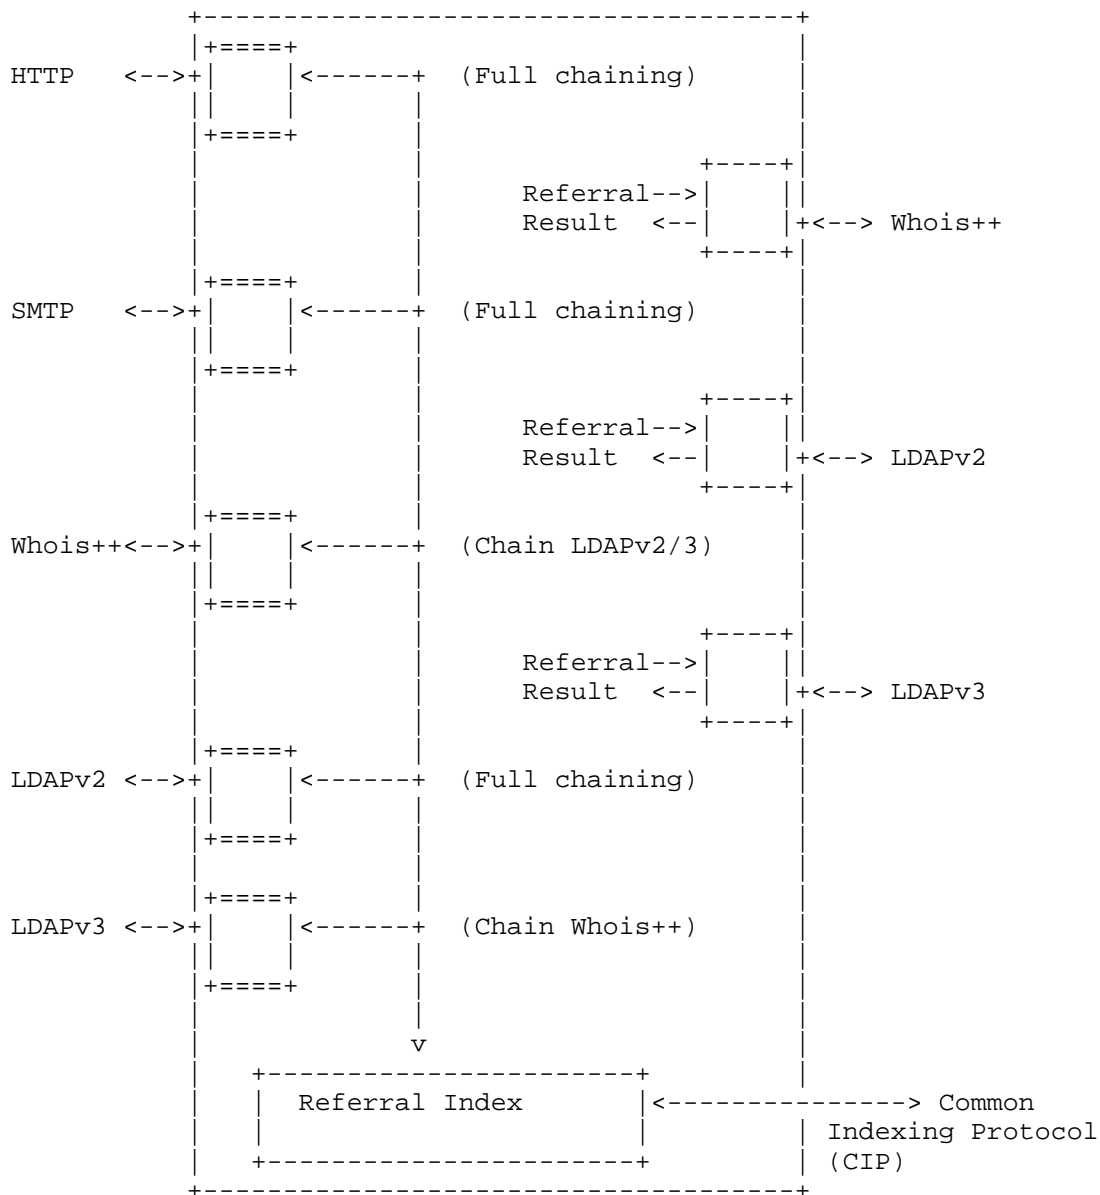 HTTP (Full chaining)
Referral
Result Whois++
SMTP (Full chaining)
Referral
Result LDAPv2
Whois++ (Chain LDAPv2/3)
Referral
Result LDAPv3
LDAPv2 (Full chaining)
LDAPv3 (Chain Whois++)
v
Referral Index Common
Indexing Protocol
(CIP)